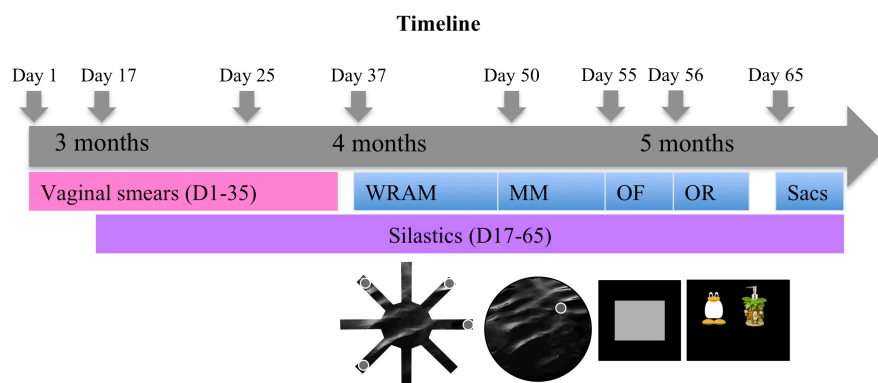 Timeline
Day 1 Day 17 Day 25 Day 37 Day 50 Day 55 Day 56 Day 65
3 months 4 months 5 months
Vaginal smears (D1-35) WRAM MM OF OR Sacs
Silastics (D17-65)